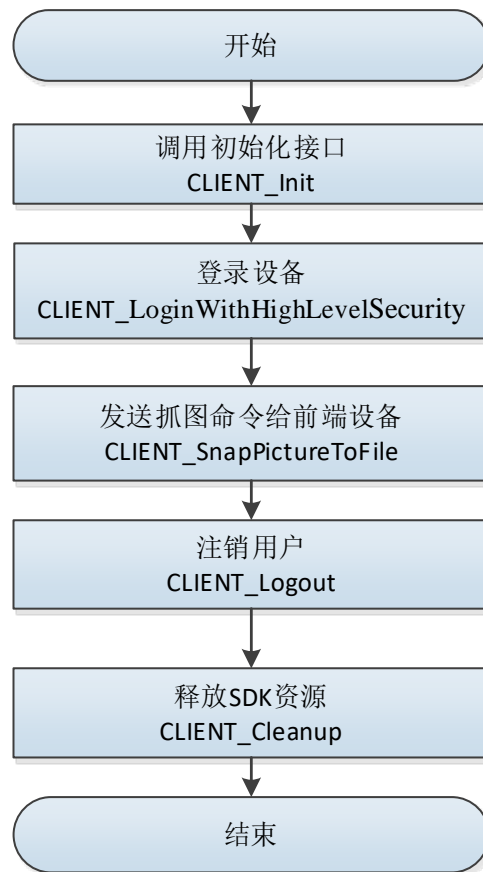 开始
调用初始化接口
CLIENT_Init
登录设备
CLIENT_LoginWithHighLevelSecurity
发送抓图命令给前端设备
CLIENT_SnapPictureToFile
注销用户
CLIENT_Logout
释放SDK资源
CLIENT_Cleanup
结束